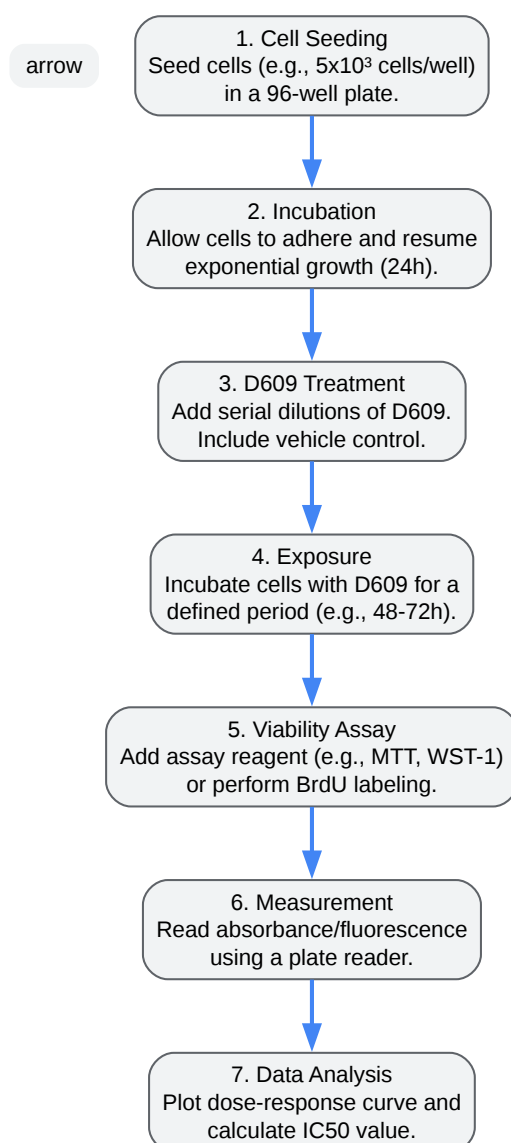 arrow
1. Cell Seeding
Seed cells (e.g., 5x10³ cells/well)
in a 96-well plate.
2. Incubation
Allow cells to adhere and resume
exponential growth (24h).
3. D609 Treatment
Add serial dilutions of D609.
Include vehicle control.
4. Exposure
Incubate cells with D609 for a
defined period (e.g., 48-72h).
5. Viability Assay
Add assay reagent (e.g., MTT, WST-1)
or perform BrdU labeling.
6. Measurement
Read absorbance/fluorescence
using a plate reader.
7. Data Analysis
Plot dose-response curve and
calculate IC50 value.